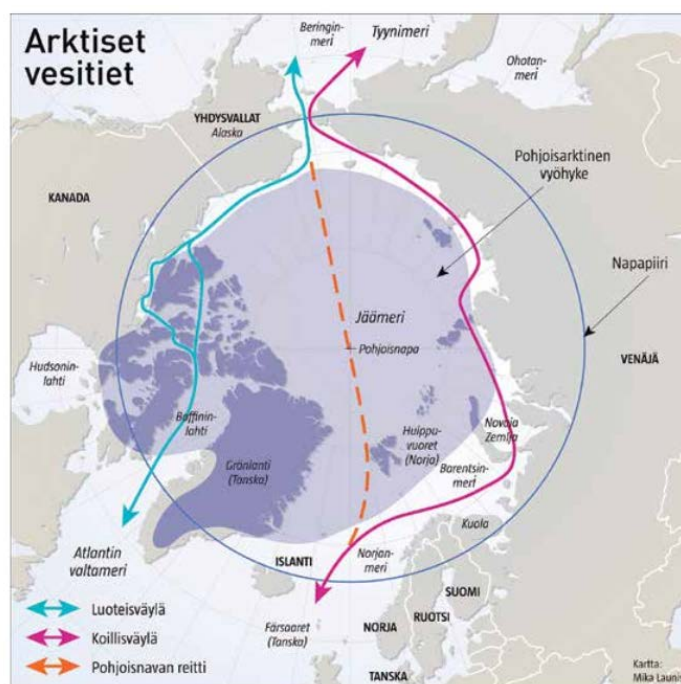 Arktiset
vesitiet
Beringin-
meri
Tyynimeri
Ohotan-
meri
YHDYSVALLAT
Alaska
Pohjoisarktinen
vyöhyke
KANADA
Napapiiri
Jäämeri
Pohjoisnapa
VENÄJÄ
Hudsonin-
lahti
Baffinin-
lahti
Huippu-
vuoret
(Norja)
Novaja
Zemlja
Grönlanti
(Tanska)
Barentsin-
meri
Kuola
Atlantin
valtameri
ISLANTI
Norjan-
meri
SUOMI
Luoteisväylä
Koillisväylä
Pohjoisnavan reitti
Färsaaret
(Tanska)
NORJA
RUOTSI
TANSKA
Kartta:
Mika Launis